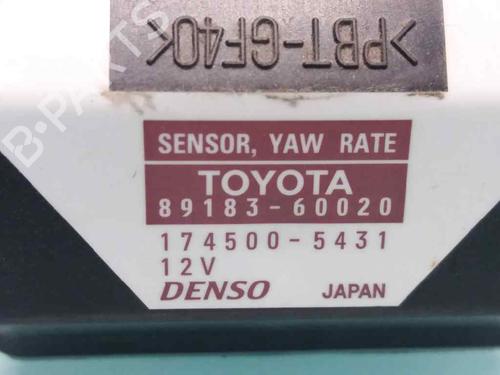 >PBT-GF40<
B-PARTS
SENSOR, YAW RATE
TOYOTA
89183-60020
174500-5431
12V
DENSO JAPAN